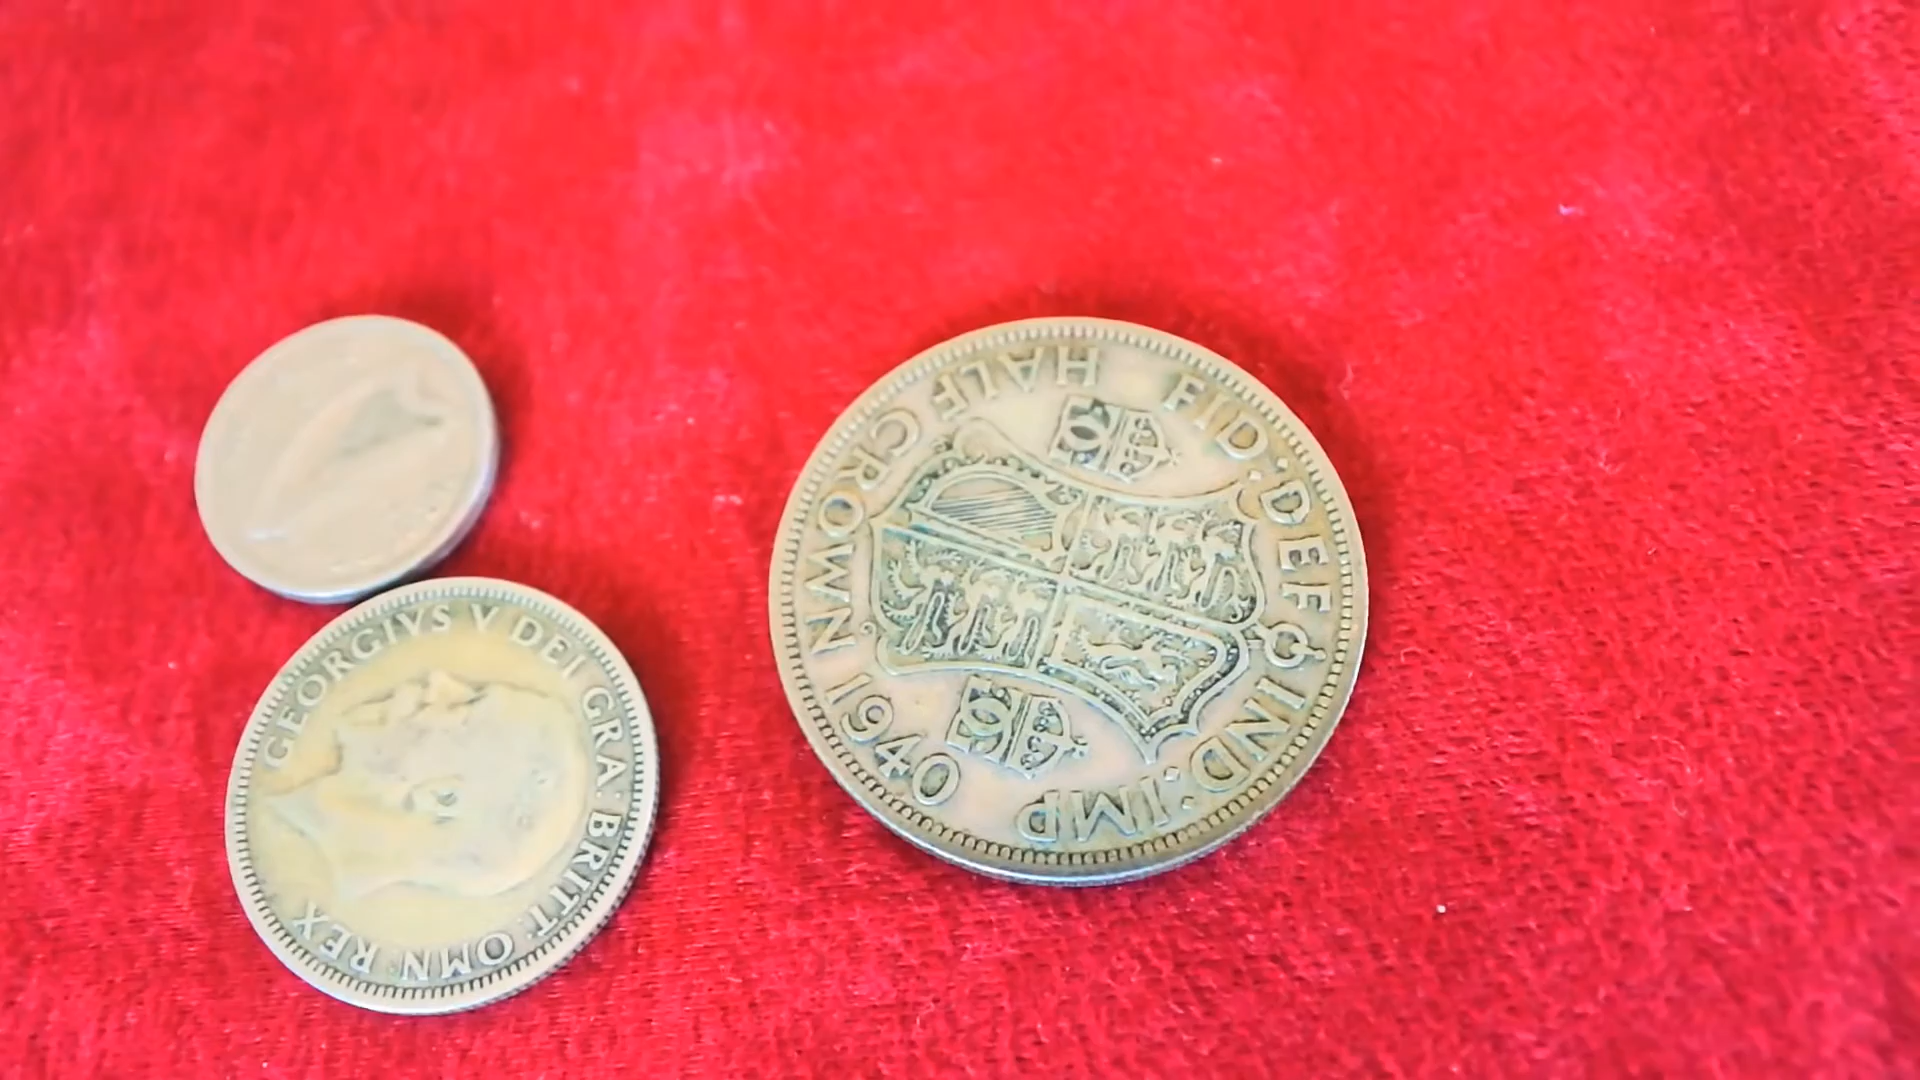 GEORGIVS V DEI GRA: BRITT: OMN: REX
FID:DEF IND:IMP
HALF CROWN 1940